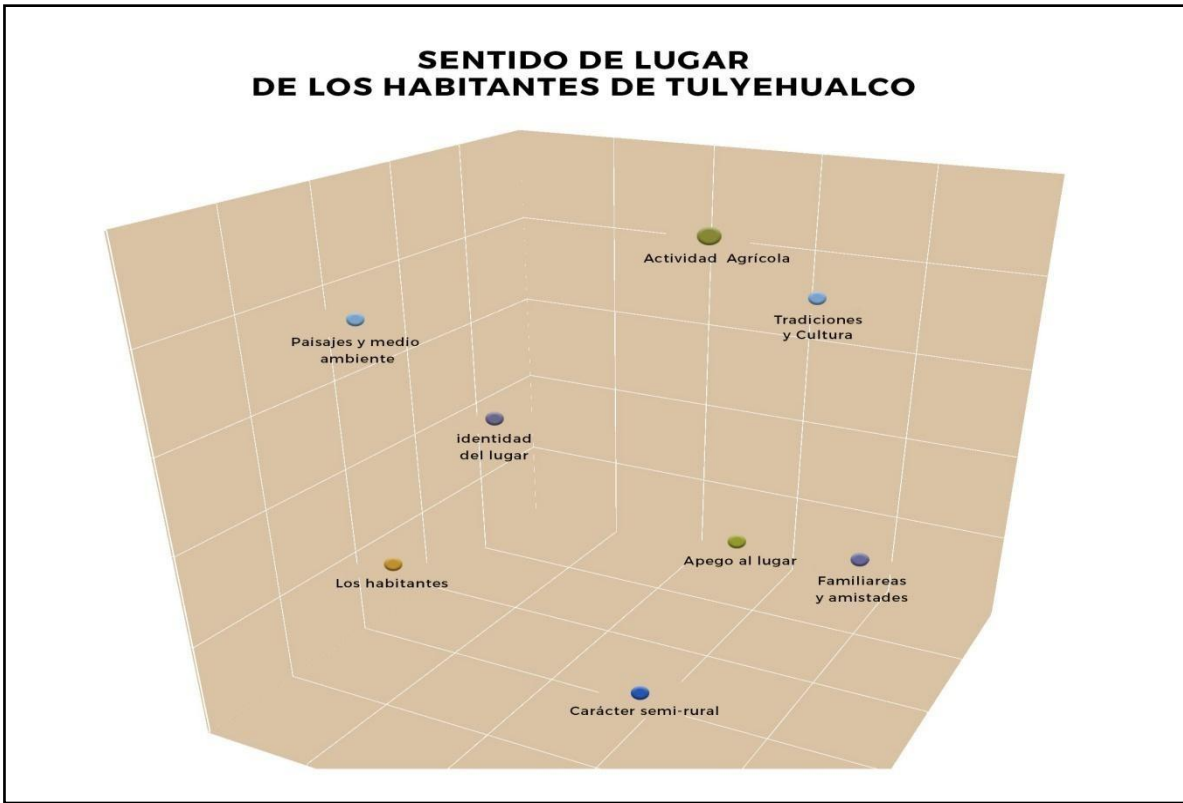 SENTIDO DE LUGAR
DE LOS HABITANTES DE TULYEHUALCO
Actividad Agrícola
Tradiciones
y Cultura
Paisajes y medio
ambiente
identidad
del lugar
Apego al lugar
Familiareas
y amistades
Los habitantes
Carácter semi-rural